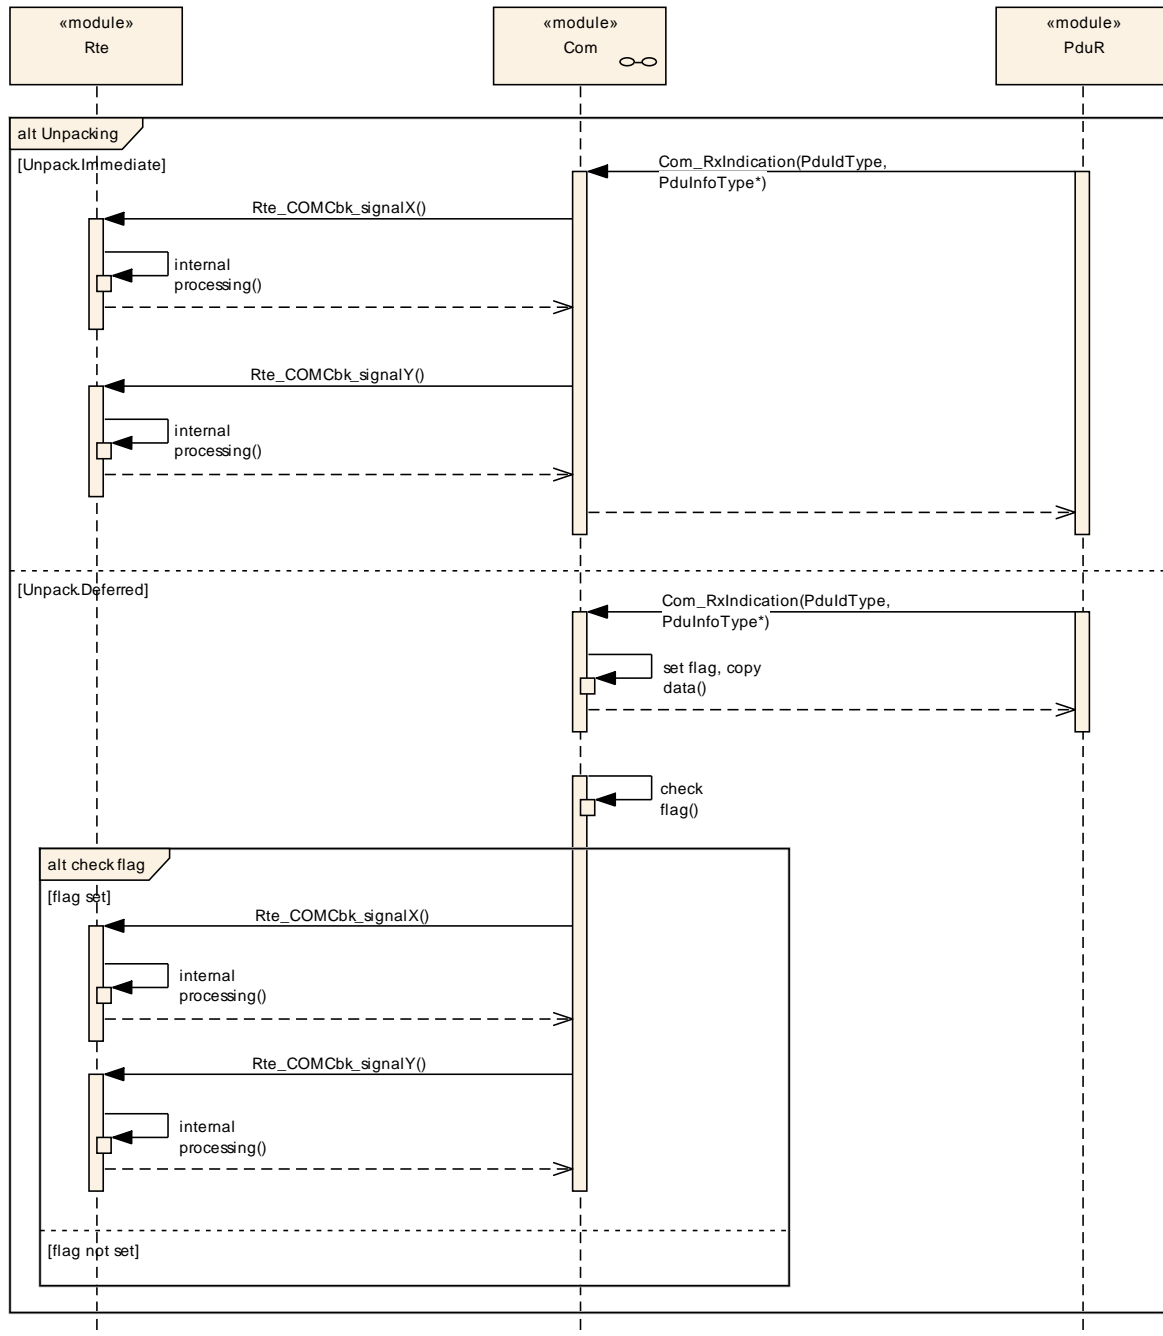 «module»
Rte
«module»
Com
«module»
PduR
alt Unpacking
[Unpack.Immediate]
Com_RxIndication(PduIdType,
PduInfoType*)
Rte_COMCbk_signalX()
internal
processing()
Rte_COMCbk_signalY()
internal
processing()
[Unpack.Deferred]
Com_RxIndication(PduIdType,
PduInfoType*)
set flag, copy
data()
check
flag()
alt check flag
[flag set]
Rte_COMCbk_signalX()
internal
processing()
Rte_COMCbk_signalY()
internal
processing()
[flag not set]